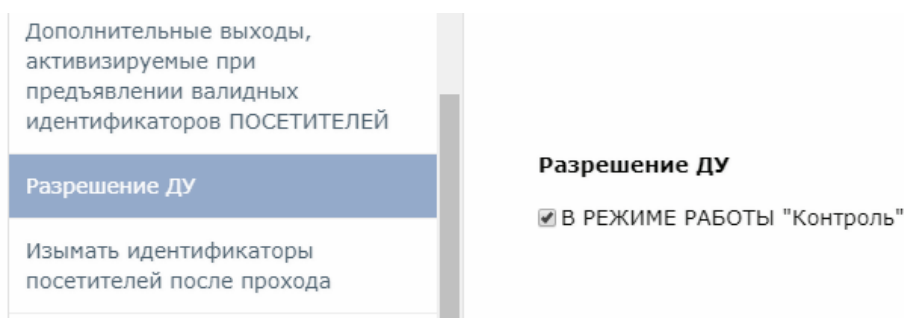 Дополнительные выходы,
активизируемые при
предъявлении валидных
идентификаторов ПОСЕТИТЕЛЕЙ
Разрешение ДУ
Изымать идентификаторы
посетителей после прохода
Разрешение ДУ
В РЕЖИМЕ РАБОТЫ "Контроль"